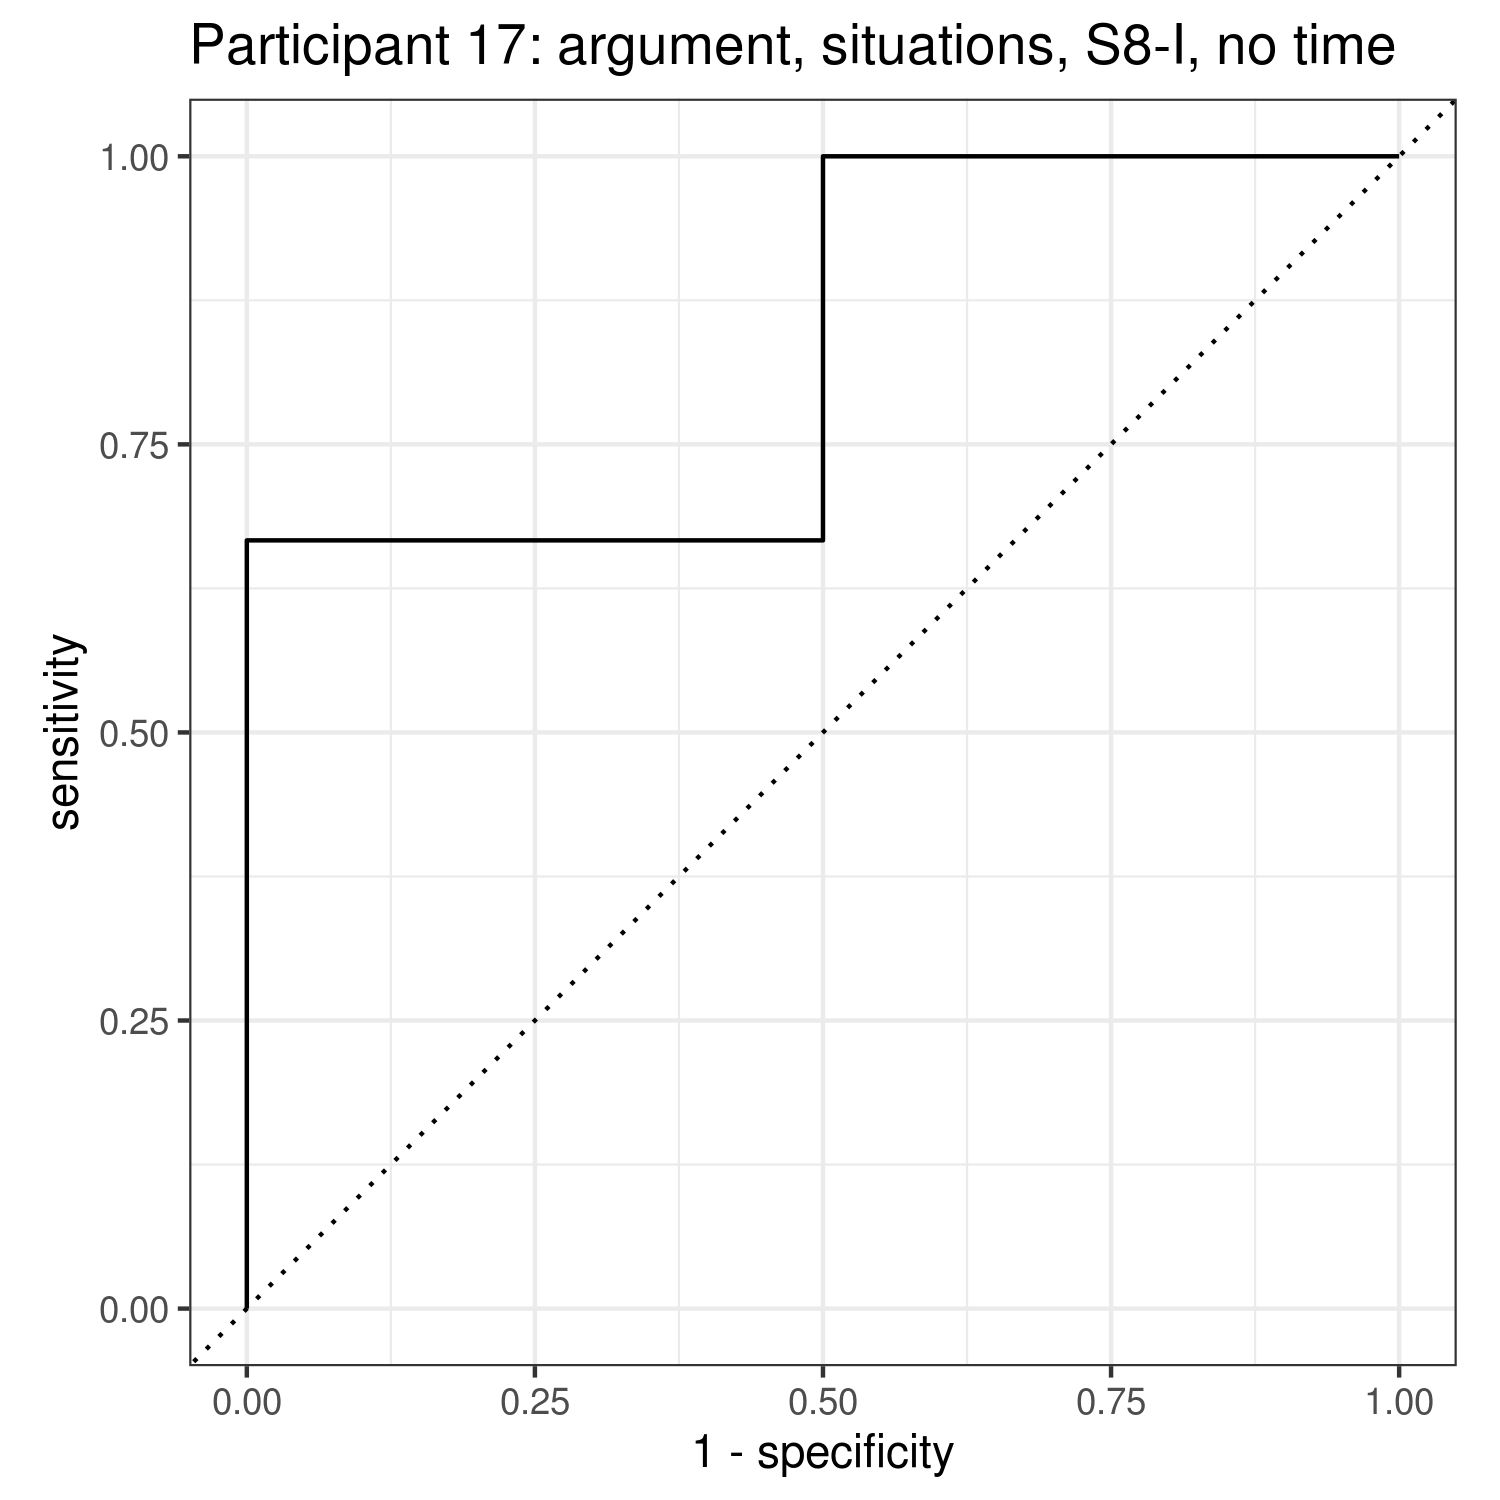 Participant 17: argument, situations, S8-I, no time
1.00
0.75
0.50
0.25
0.00
sensitivity
0.00 0.25 0.50 0.75 1.00
1 - specificity